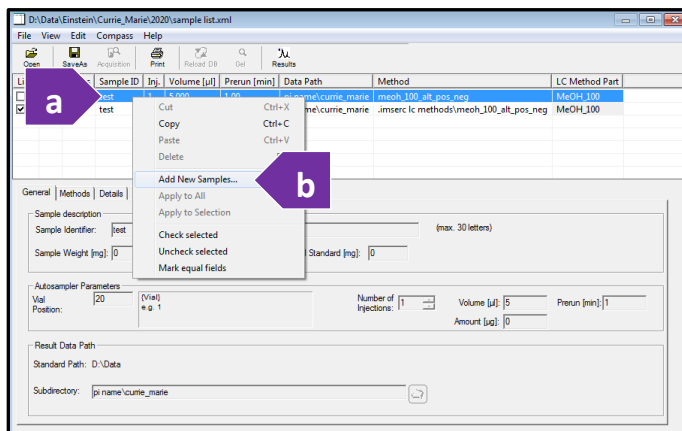 D:\Data\Einstein\Currie_Marie\2020\sample list.xml
File View Edit Compass Help
Open SaveAs Acquisition Print Reload DB Gel Results
Sample ID Inj. Volume [µl] Prerun [min] Data Path Method LC Method Part
test 1 5.000 1.00 pi name\currie_marie meoh_100_alt_pos_neg MeOH_100
test name\currie_marie .imserc lc methods\meoh_100_alt_pos_neg MeOH_100
a
Cut Ctrl+X
Copy Ctrl+C
Paste Ctrl+V
Delete
Add New Samples...
b
Apply to All
Apply to Selection
Check selected
Uncheck selected
Mark equal fields
General Methods Details
Sample description
Sample Identifier: test (max. 30 letters)
Sample Weight [mg]: 0 Standard [mg]: 0
Autosampler Parameters
Vial Position: 20 {Vial} e.g. 1 Number of Injections: 1 Volume [µl]: 5 Prerun [min]: 1
Amount [µg]: 0
Result Data Path
Standard Path: D:\Data
Subdirectory: pi name\currie_marie